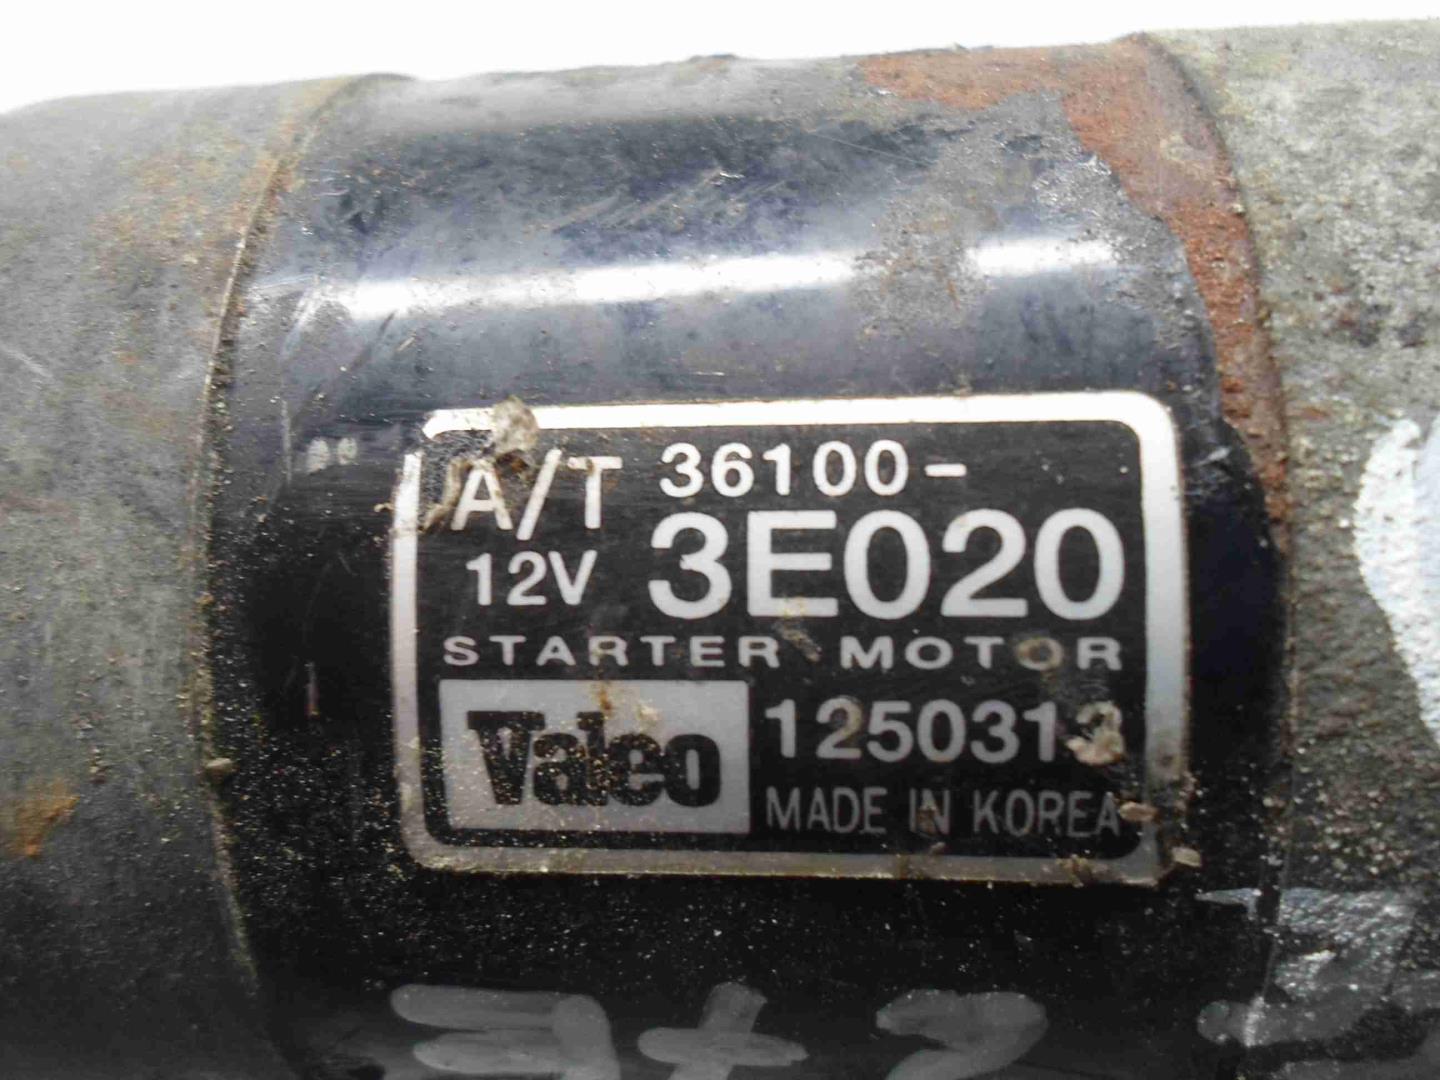 A/T 36100-
12V 3E020
STARTER MOTOR
Valeo 1250313
MADE IN KOREA